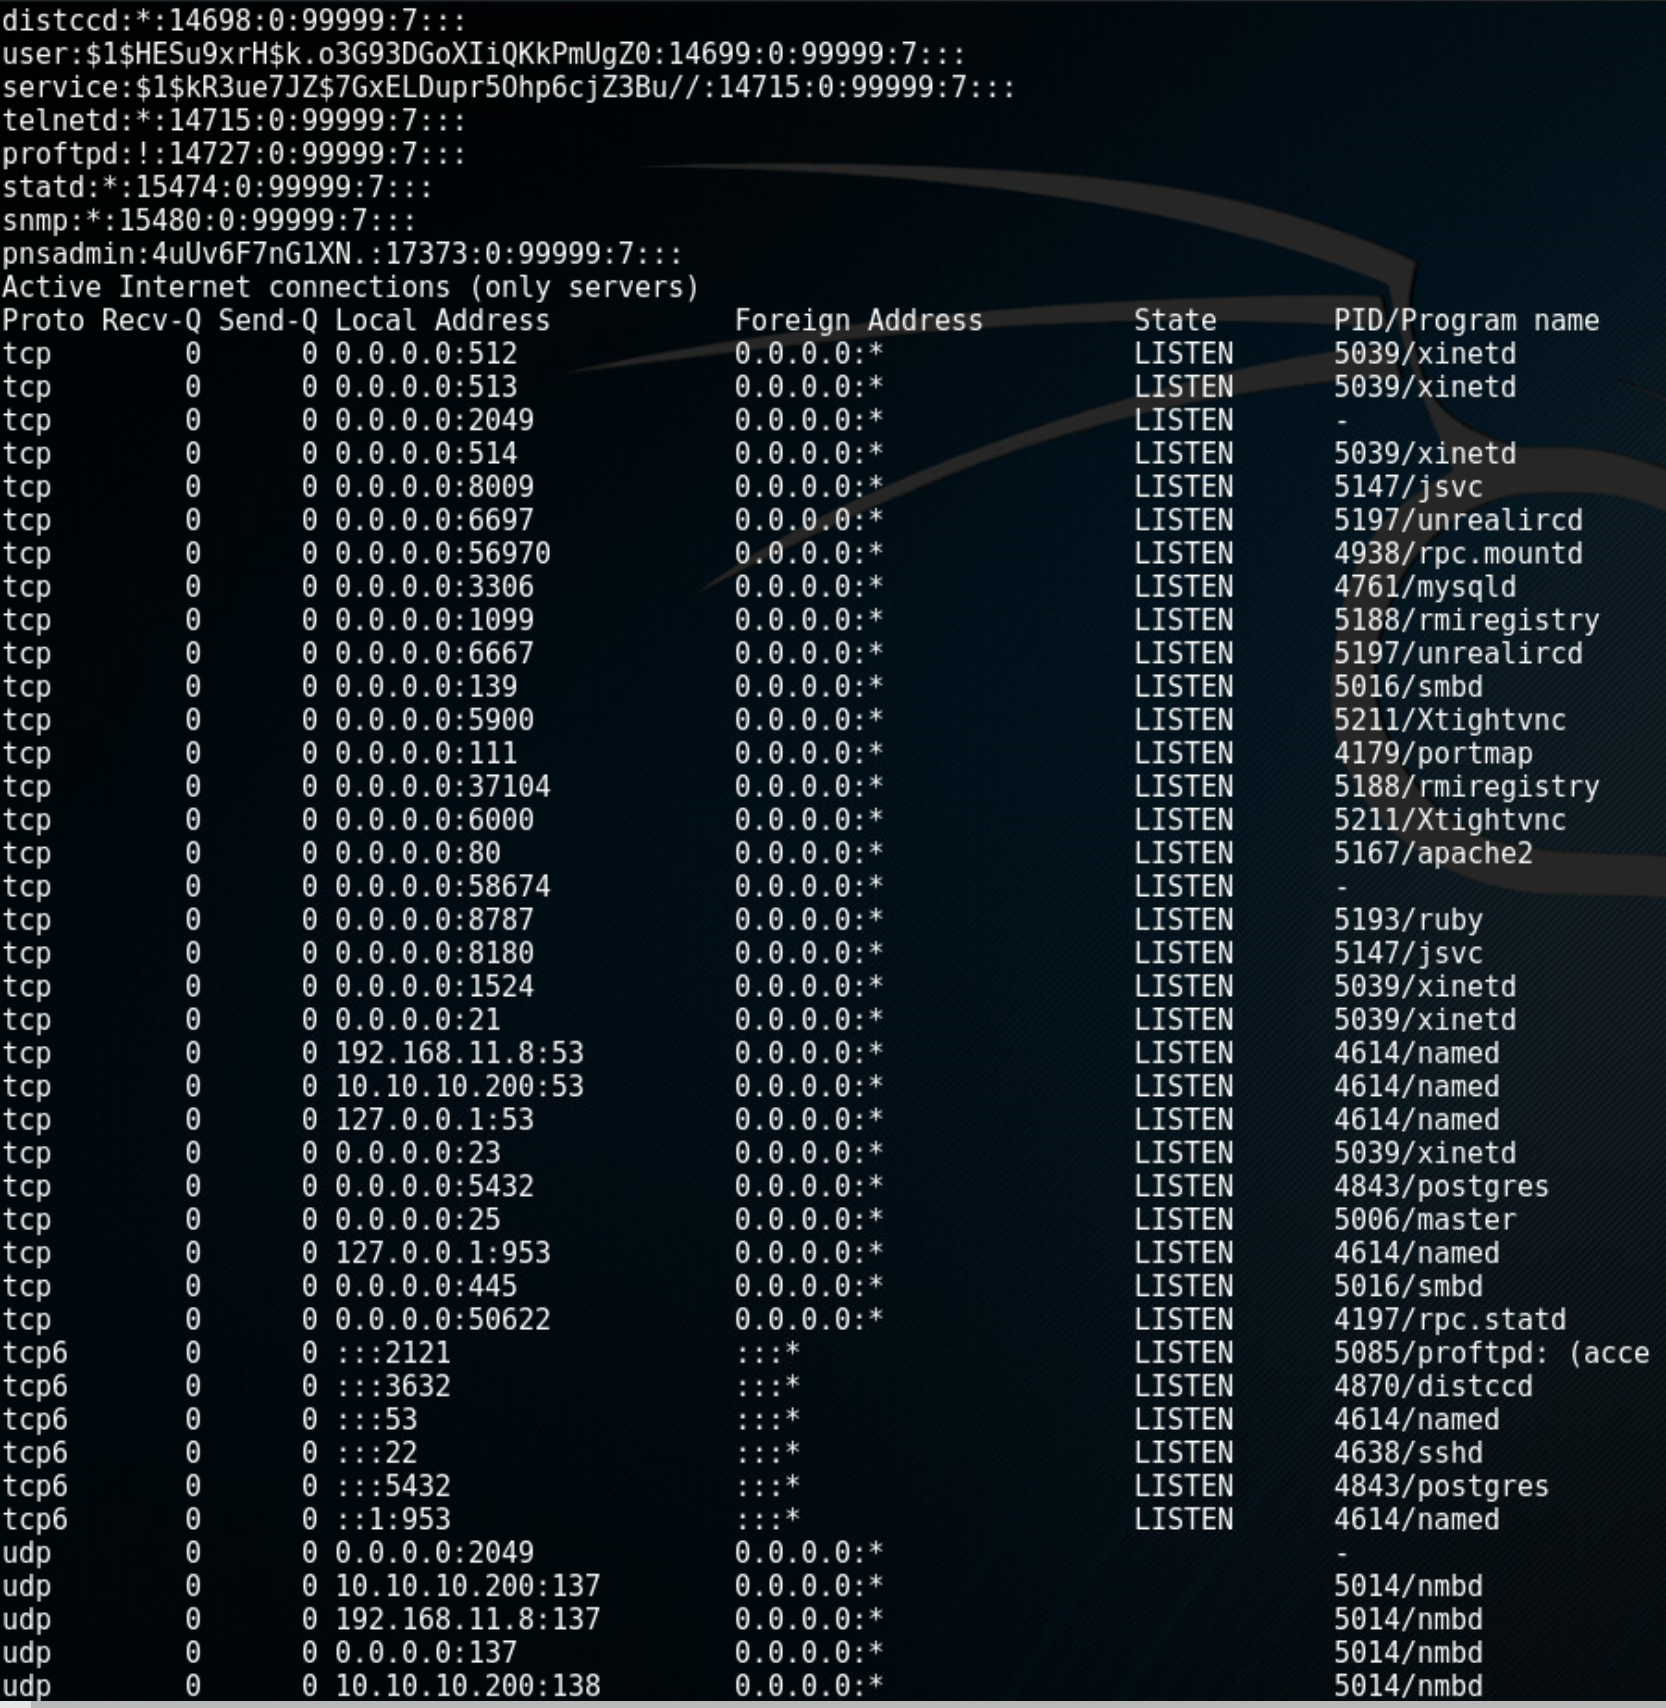 distccd:*:14698:0:99999:7:::
user:$1$HESu9xrH$k.o3G93DGoXIiQKkPmUgZ0:14699:0:99999:7:::
service:$1$kR3ue7JZ$7GxELDupr5Ohp6cjZ3Bu//:14715:0:99999:7:::
telnetd:*:14715:0:99999:7:::
proftpd:!:14727:0:99999:7:::
statd:*:15474:0:99999:7:::
snmp:*:15480:0:99999:7:::
pnsadmin:4uUv6F7nG1XN.:17373:0:99999:7:::
Active Internet connections (only servers)
Proto Recv-Q Send-Q Local Address           Foreign Address         State       PID/Program name
tcp        0      0 0.0.0.0:512             0.0.0.0:*               LISTEN      5039/xinetd
tcp        0      0 0.0.0.0:513             0.0.0.0:*               LISTEN      5039/xinetd
tcp        0      0 0.0.0.0:2049            0.0.0.0:*               LISTEN      -
tcp        0      0 0.0.0.0:514             0.0.0.0:*               LISTEN      5039/xinetd
tcp        0      0 0.0.0.0:8009            0.0.0.0:*               LISTEN      5147/jsvc
tcp        0      0 0.0.0.0:6697            0.0.0.0:*               LISTEN      5197/unrealircd
tcp        0      0 0.0.0.0:56970           0.0.0.0:*               LISTEN      4938/rpc.mountd
tcp        0      0 0.0.0.0:3306            0.0.0.0:*               LISTEN      4761/mysqld
tcp        0      0 0.0.0.0:1099            0.0.0.0:*               LISTEN      5188/rmiregistry
tcp        0      0 0.0.0.0:6667            0.0.0.0:*               LISTEN      5197/unrealircd
tcp        0      0 0.0.0.0:139             0.0.0.0:*               LISTEN      5016/smbd
tcp        0      0 0.0.0.0:5900            0.0.0.0:*               LISTEN      5211/Xtightvnc
tcp        0      0 0.0.0.0:111             0.0.0.0:*               LISTEN      4179/portmap
tcp        0      0 0.0.0.0:37104           0.0.0.0:*               LISTEN      5188/rmiregistry
tcp        0      0 0.0.0.0:6000            0.0.0.0:*               LISTEN      5211/Xtightvnc
tcp        0      0 0.0.0.0:80              0.0.0.0:*               LISTEN      5167/apache2
tcp        0      0 0.0.0.0:58674           0.0.0.0:*               LISTEN      -
tcp        0      0 0.0.0.0:8787            0.0.0.0:*               LISTEN      5193/ruby
tcp        0      0 0.0.0.0:8180            0.0.0.0:*               LISTEN      5147/jsvc
tcp        0      0 0.0.0.0:1524            0.0.0.0:*               LISTEN      5039/xinetd
tcp        0      0 0.0.0.0:21              0.0.0.0:*               LISTEN      5039/xinetd
tcp        0      0 192.168.11.8:53         0.0.0.0:*               LISTEN      4614/named
tcp        0      0 10.10.10.200:53         0.0.0.0:*               LISTEN      4614/named
tcp        0      0 127.0.0.1:53            0.0.0.0:*               LISTEN      4614/named
tcp        0      0 0.0.0.0:23              0.0.0.0:*               LISTEN      5039/xinetd
tcp        0      0 0.0.0.0:5432            0.0.0.0:*               LISTEN      4843/postgres
tcp        0      0 0.0.0.0:25              0.0.0.0:*               LISTEN      5006/master
tcp        0      0 127.0.0.1:953           0.0.0.0:*               LISTEN      4614/named
tcp        0      0 0.0.0.0:445             0.0.0.0:*               LISTEN      5016/smbd
tcp        0      0 0.0.0.0:50622           0.0.0.0:*               LISTEN      4197/rpc.statd
tcp6       0      0 :::2121                 :::*                    LISTEN      5085/proftpd: (acce
tcp6       0      0 :::3632                 :::*                    LISTEN      4870/distccd
tcp6       0      0 :::53                   :::*                    LISTEN      4614/named
tcp6       0      0 :::22                   :::*                    LISTEN      4638/sshd
tcp6       0      0 :::5432                 :::*                    LISTEN      4843/postgres
tcp6       0      0 ::1:953                 :::*                    LISTEN      4614/named
udp        0      0 0.0.0.0:2049            0.0.0.0:*                           -
udp        0      0 10.10.10.200:137        0.0.0.0:*                           5014/nmbd
udp        0      0 192.168.11.8:137        0.0.0.0:*                           5014/nmbd
udp        0      0 0.0.0.0:137             0.0.0.0:*                           5014/nmbd
udp        0      0 10.10.10.200:138        0.0.0.0:*                           5014/nmbd